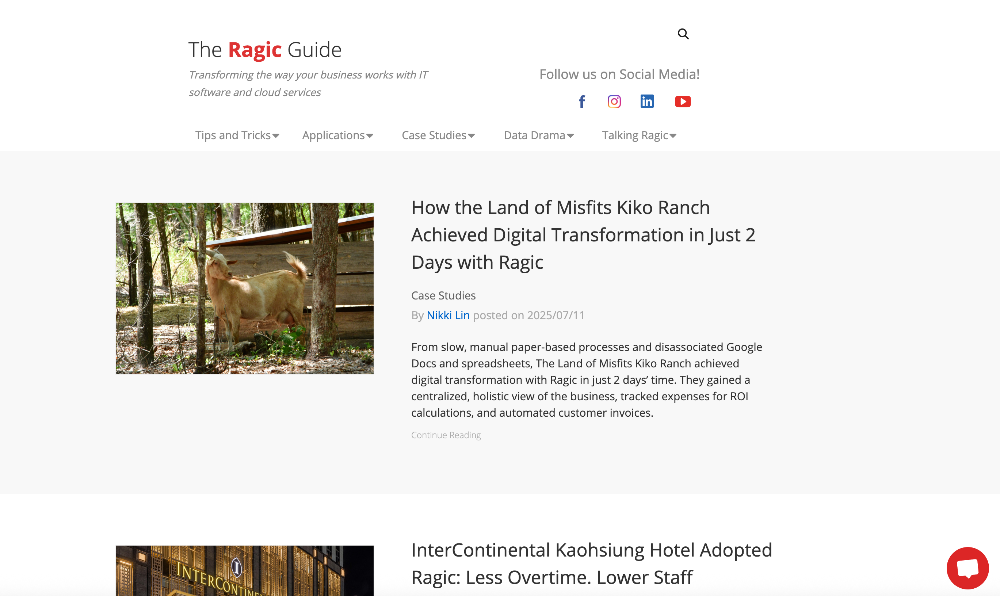 The Ragic Guide
Transforming the way your business works with IT
software and cloud services
Follow us on Social Media!
Tips and Tricks
Applications
Case Studies
Data Drama
Talking Ragic
How the Land of Misfits Kiko Ranch
Achieved Digital Transformation in Just 2
Days with Ragic
Case Studies
By Nikki Lin posted on 2025/07/11
From slow, manual paper-based processes and disassociated Google
Docs and spreadsheets, The Land of Misfits Kiko Ranch achieved
digital transformation with Ragic in just 2 days’ time. They gained a
centralized, holistic view of the business, tracked expenses for ROI
calculations, and automated customer invoices.
Continue Reading
InterContinental Kaohsiung Hotel Adopted
Ragic: Less Overtime. Lower Staff
I